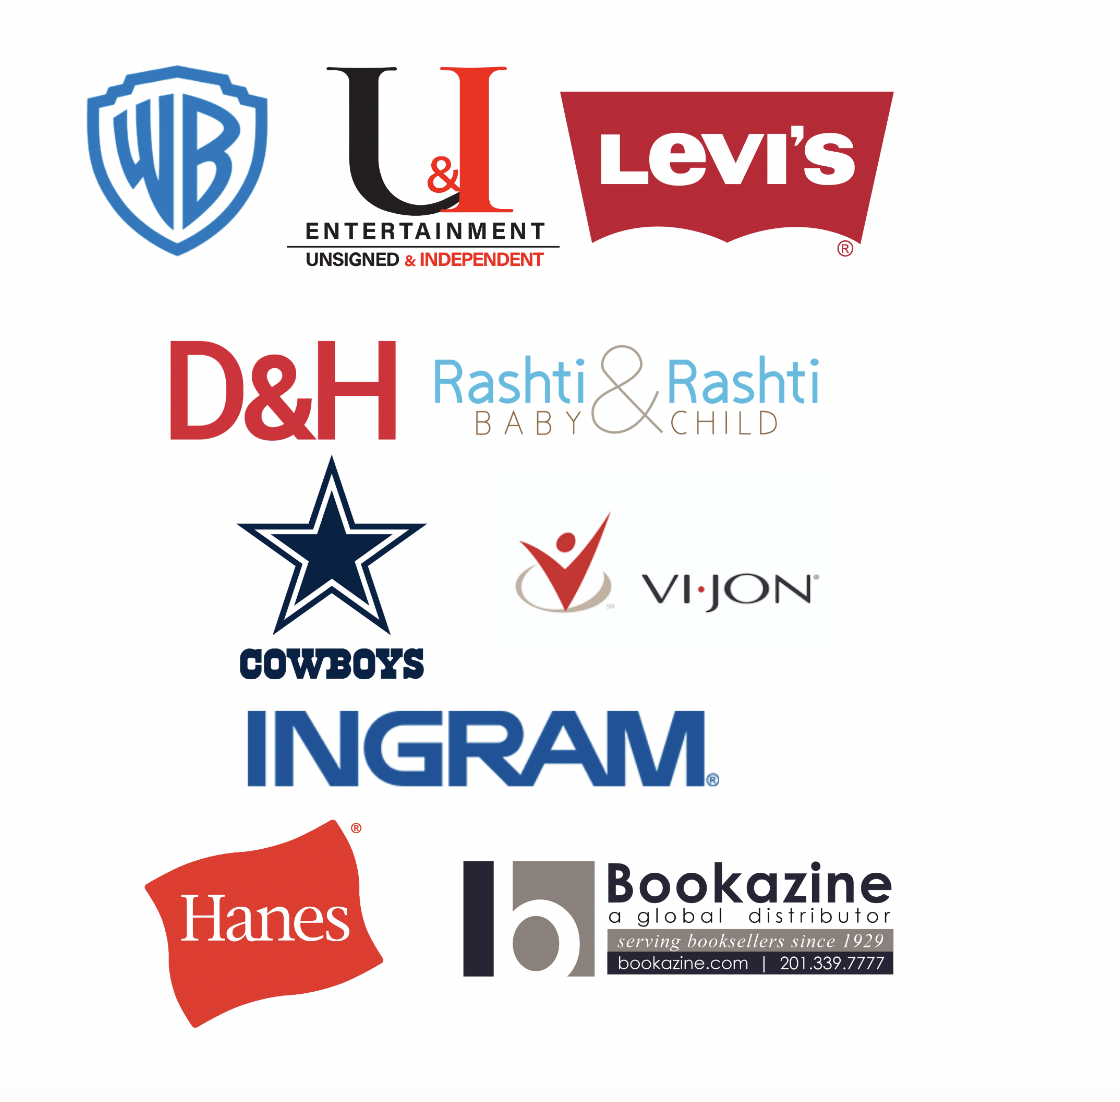 WB
U&I
ENTERTAINMENT
UNSIGNED & INDEPENDENT
LEVI'S
®
D&H
Rashti & Rashti
BABY CHILD
COWBOYS
SM
VI·JON®
INGRAM®
Hanes®
b
Bookazine
a global distributor
serving booksellers since 1929
bookazine.com | 201.339.7777